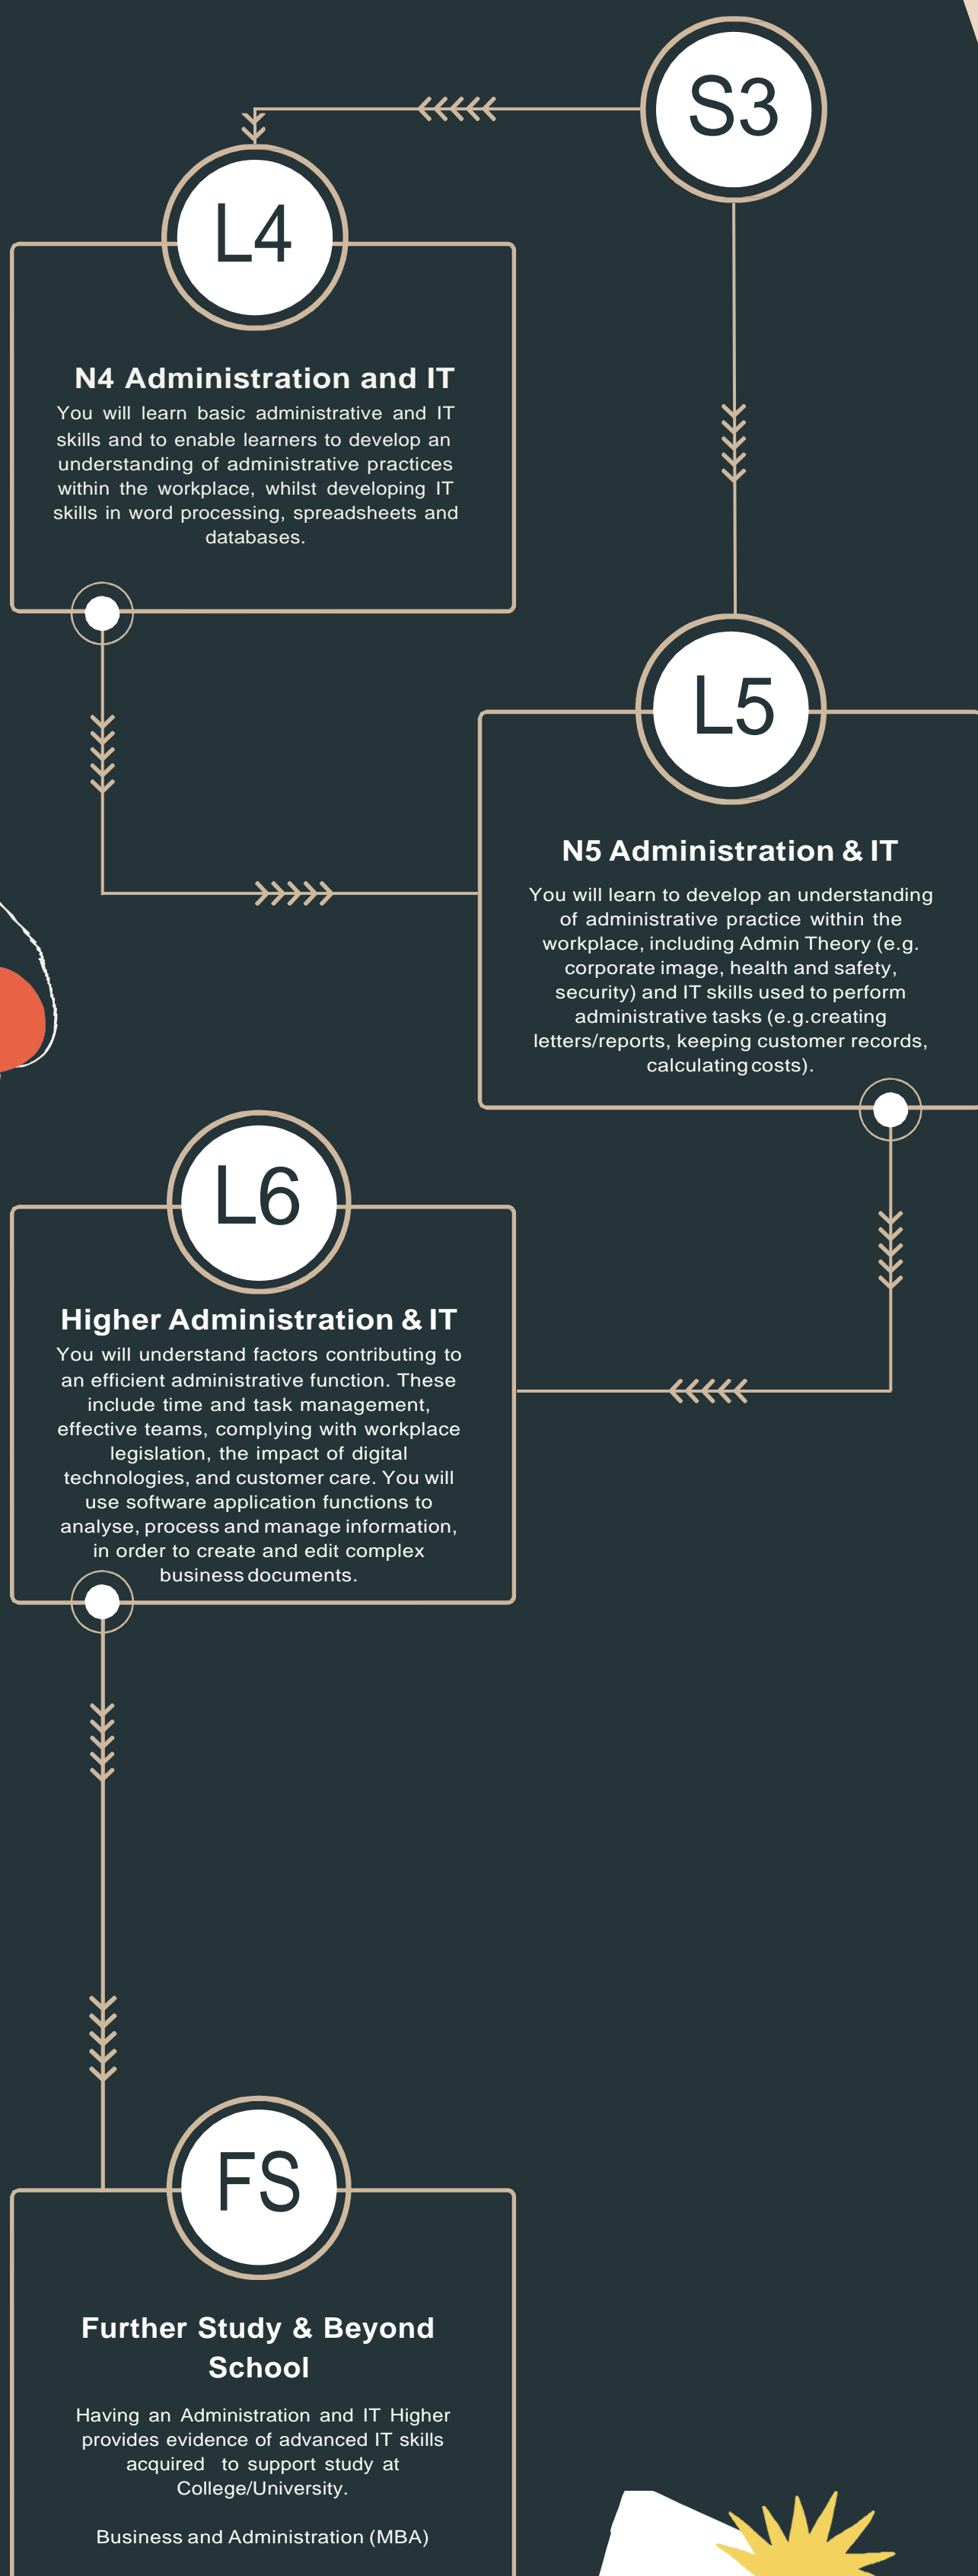 S3
L4
N4 Administration and IT
You will learn basic administrative and IT
skills and to enable learners to develop an
understanding of administrative practices
within the workplace, whilst developing IT
skills in word processing, spreadsheets and
databases.
L5
N5 Administration & IT
You will learn to develop an understanding
of administrative practice within the
workplace, including Admin Theory (e.g.
corporate image, health and safety,
security) and IT skills used to perform
administrative tasks (e.g.creating
letters/reports, keeping customer records,
calculating costs).
L6
Higher Administration & IT
You will understand factors contributing to
an efficient administrative function. These
include time and task management,
effective teams, complying with workplace
legislation, the impact of digital
technologies, and customer care. You will
use software application functions to
analyse, process and manage information,
in order to create and edit complex
business documents.
FS
Further Study & Beyond
School
Having an Administration and IT Higher
provides evidence of advanced IT skills
acquired to support study at
College/University.
Business and Administration (MBA)